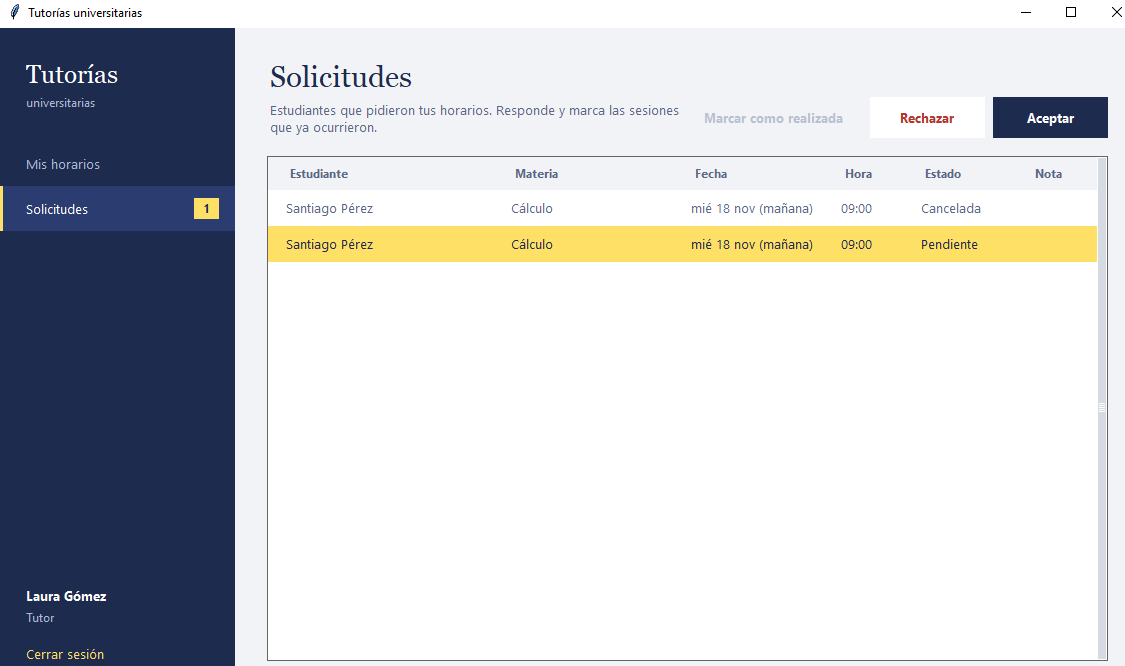 Tutorías universitarias
Tutorías
universitarias
Mis horarios
Solicitudes 1
Laura Gómez
Tutor
Cerrar sesión
Solicitudes
Estudiantes que pidieron tus horarios. Responde y marca las sesiones
que ya ocurrieron.
Marcar como realizada Rechazar Aceptar
Estudiante Materia Fecha Hora Estado Nota
Santiago Pérez Cálculo mié 18 nov (mañana) 09:00 Cancelada
Santiago Pérez Cálculo mié 18 nov (mañana) 09:00 Pendiente